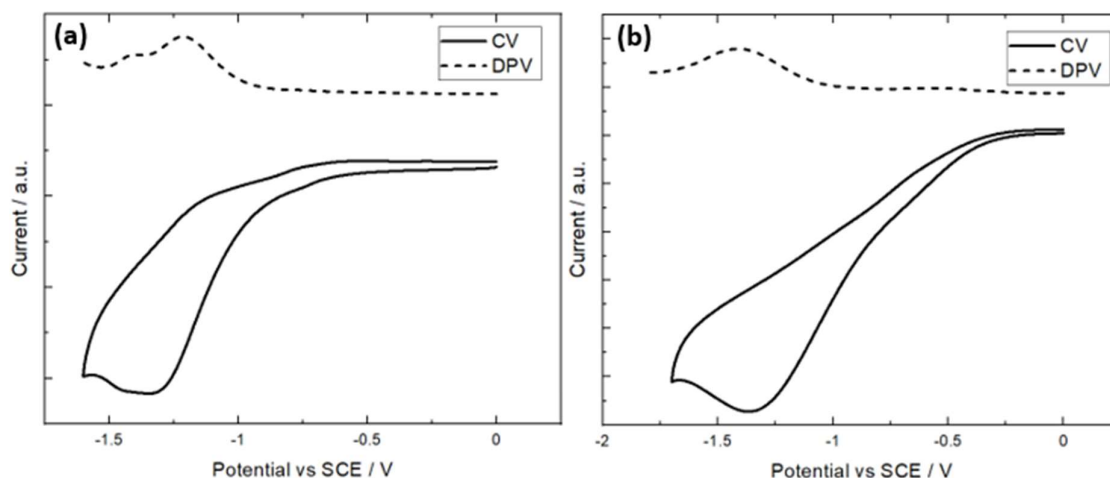 (a)
CV
DPV
Current / a.u.
-1.5
-1
-0.5
0
Potential vs SCE / V
(b)
CV
DPV
Current / a.u.
-2
-1.5
-1
-0.5
0
Potential vs SCE / V